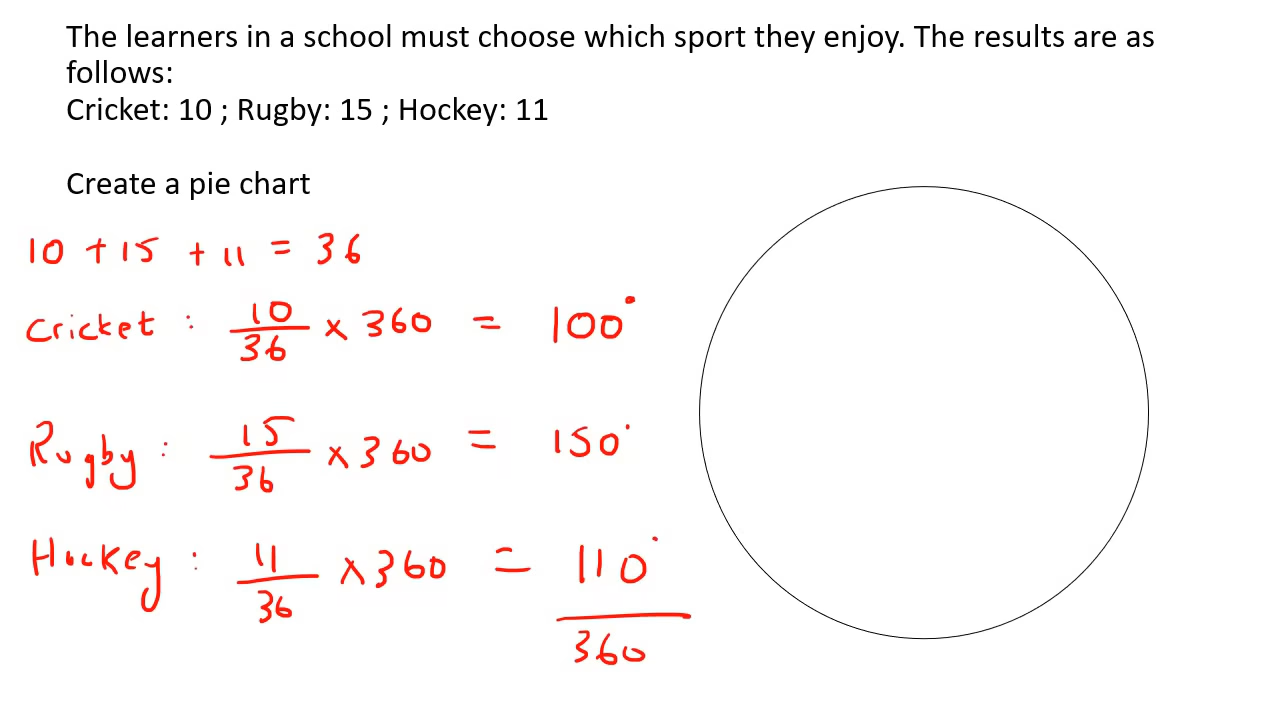 The learners in a school must choose which sport they enjoy. The results are as
follows:
Cricket: 10 ; Rugby: 15 ; Hockey: 11
Create a pie chart
10 + 15 + 11 = 36
Cricket : 10/36 × 360 = 100°
Rugby : 15/36 × 360 = 150°
Hockey : 11/36 × 360 = 110°
360